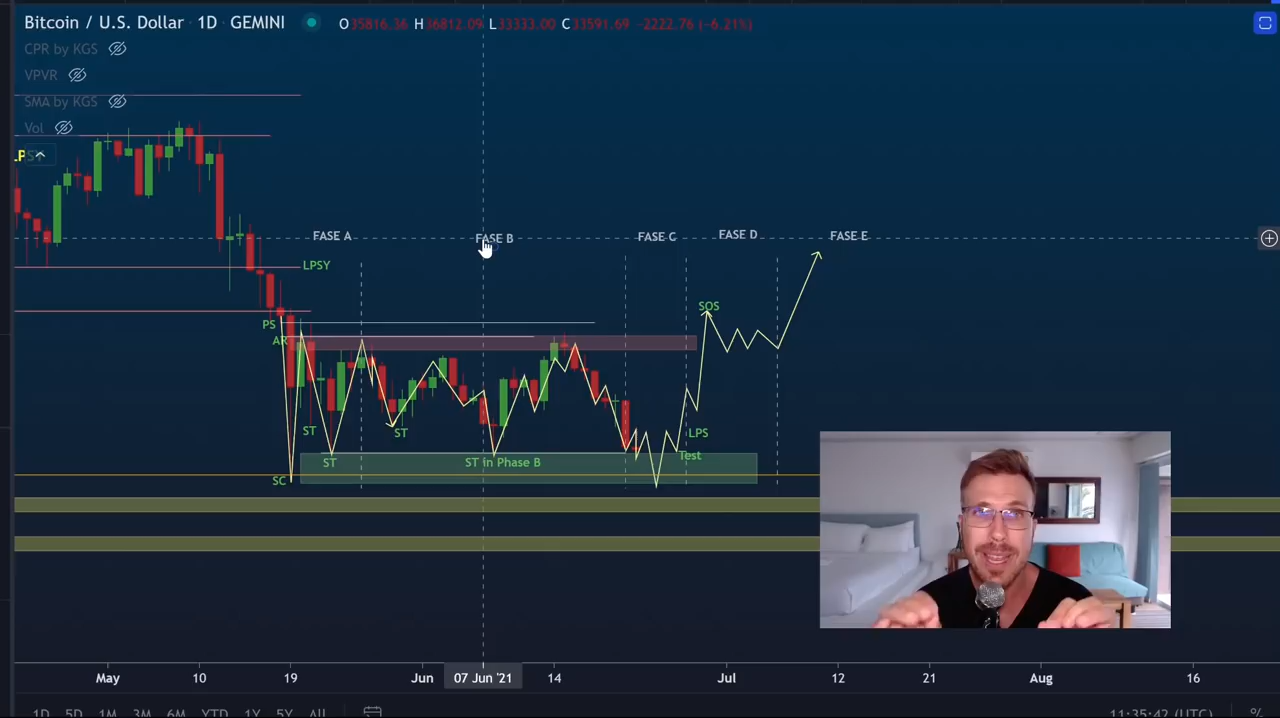 Bitcoin / U.S. Dollar 1D GEMINI O35816.36 H36812.09 L33333.00 C33591.69 -2222.76 (-6.21%)
CPR by KGS
VPVR
SMA by KGS
Vol
LPSY
FASE A FASE B FASE C FASE D FASE E
LPSY
SOS
PS
AR
ST ST LPS
Test
ST ST in Phase B
SC
May 10 19 Jun 07 Jun '21 14 Jul 12 21 Aug 16
1D 5D 1M 3M 6M YTD 1Y 5Y All 11:35:42 (UTC) %